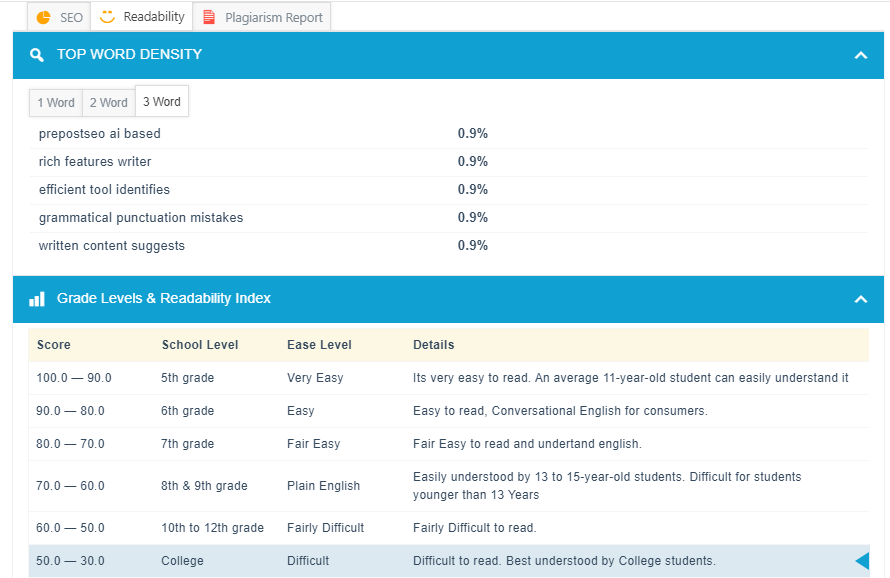 SEO Readability Plagiarism Report
TOP WORD DENSITY
1 Word 2 Word 3 Word
prepostseo ai based 0.9%
rich features writer 0.9%
efficient tool identifies 0.9%
grammatical punctuation mistakes 0.9%
written content suggests 0.9%
Grade Levels & Readability Index
Score School Level Ease Level Details
100.0 — 90.0 5th grade Very Easy Its very easy to read. An average 11-year-old student can easily understand it
90.0 — 80.0 6th grade Easy Easy to read, Conversational English for consumers.
80.0 — 70.0 7th grade Fair Easy Fair Easy to read and undertand english.
70.0 — 60.0 8th & 9th grade Plain English Easily understood by 13 to 15-year-old students. Difficult for students
younger than 13 Years
60.0 — 50.0 10th to 12th grade Fairly Difficult Fairly Difficult to read.
50.0 — 30.0 College Difficult Difficult to read. Best understood by College students.